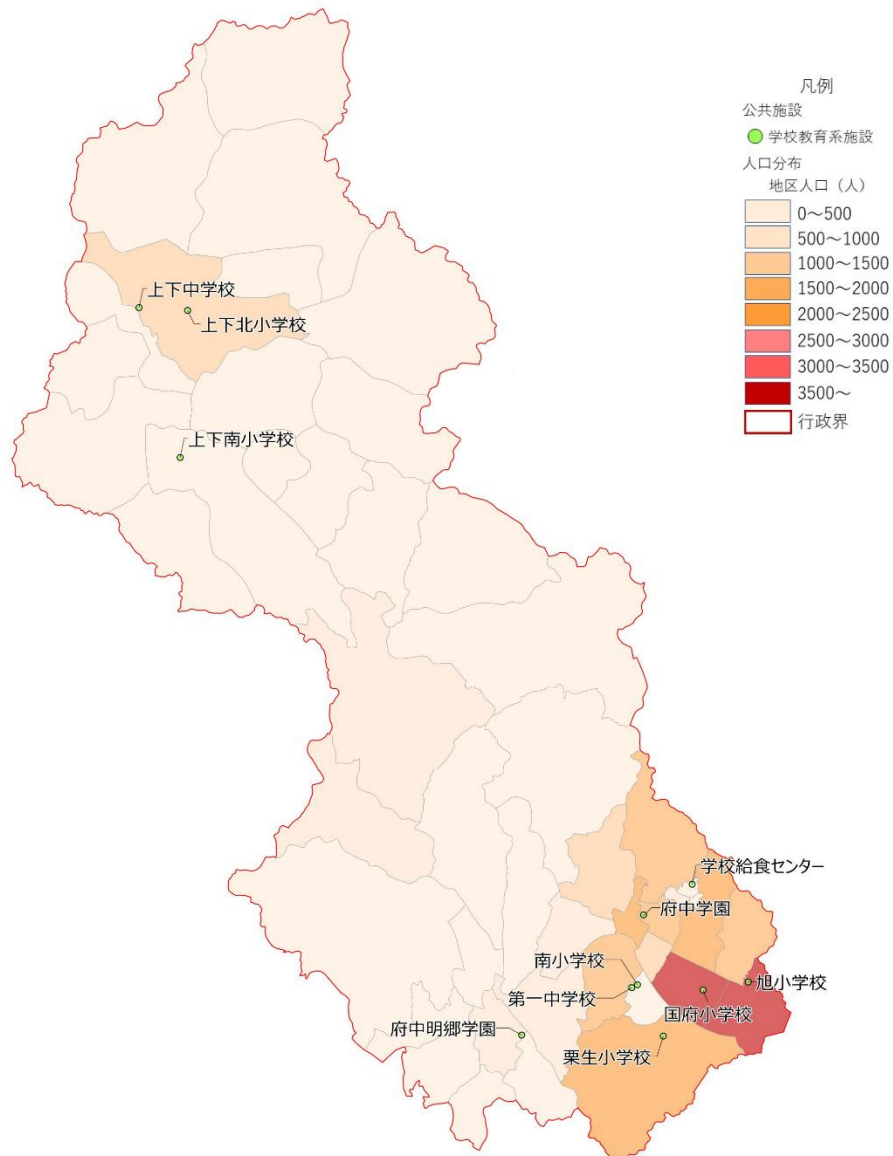 凡例
公共施設
学校教育系施設
人口分布
地区人口（人）
0～500
500～1000
1000～1500
1500～2000
2000～2500
2500～3000
3000～3500
3500～
行政界
上下中学校
上下北小学校
上下南小学校
学校給食センター
府中学園
南小学校
旭小学校
第一中学校
国府小学校
府中明郷学園
栗生小学校